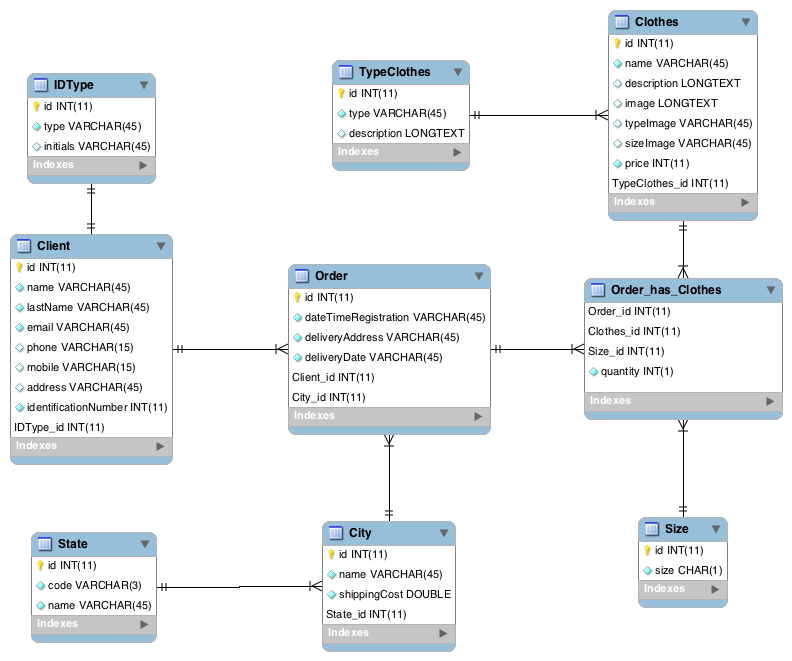 IDType
id INT(11)
type VARCHAR(45)
initials VARCHAR(45)
Indexes
TypeClothes
id INT(11)
type VARCHAR(45)
description LONGTEXT
Indexes
Clothes
id INT(11)
name VARCHAR(45)
description LONGTEXT
image LONGTEXT
typeImage VARCHAR(45)
sizeImage VARCHAR(45)
price INT(11)
TypeClothes_id INT(11)
Indexes
Client
id INT(11)
name VARCHAR(45)
lastName VARCHAR(45)
email VARCHAR(45)
phone VARCHAR(15)
mobile VARCHAR(15)
address VARCHAR(45)
identificationNumber INT(11)
IDType_id INT(11)
Indexes
Order
id INT(11)
dateTimeRegistration VARCHAR(45)
deliveryAddress VARCHAR(45)
deliveryDate VARCHAR(45)
Client_id INT(11)
City_id INT(11)
Indexes
Order_has_Clothes
Order_id INT(11)
Clothes_id INT(11)
Size_id INT(11)
quantity INT(1)
Indexes
State
id INT(11)
code VARCHAR(3)
name VARCHAR(45)
Indexes
City
id INT(11)
name VARCHAR(45)
shippingCost DOUBLE
State_id INT(11)
Indexes
Size
id INT(11)
size CHAR(1)
Indexes